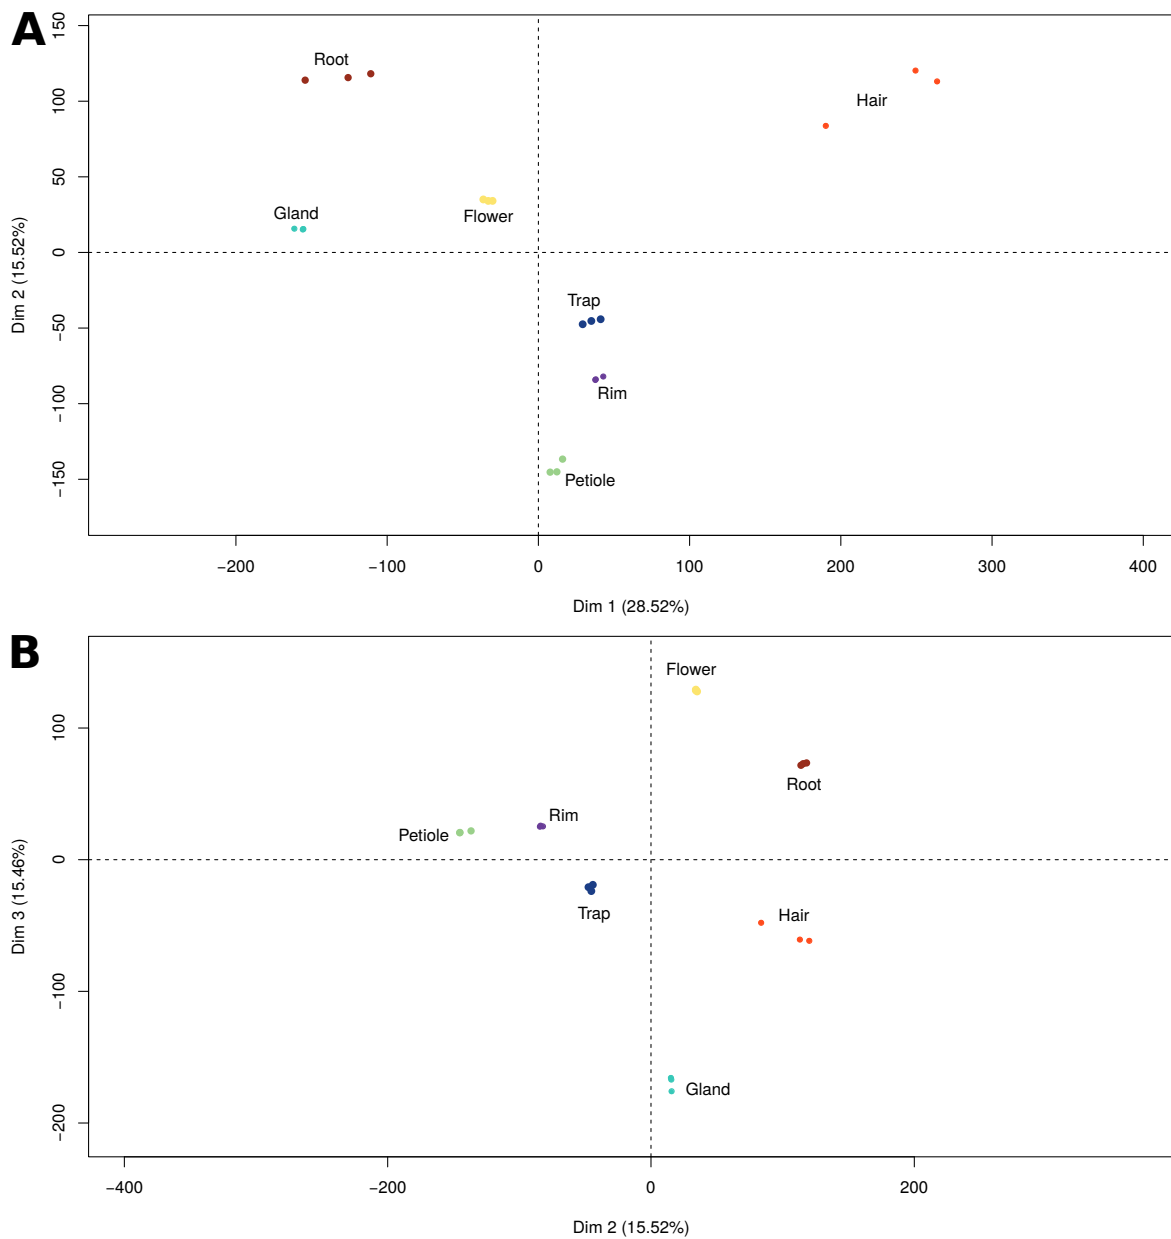 A
Root
Hair
Gland
Flower
Trap
Rim
Petiole
150
100
50
0
−50
−100
−150
Dim 2 (15.52%)
−200 −100 0 100 200 300 400
Dim 1 (28.52%)
B
Flower
Root
Rim
Petiole
Trap
Hair
Gland
100
0
−100
−200
Dim 3 (15.46%)
−400 −200 0 200
Dim 2 (15.52%)